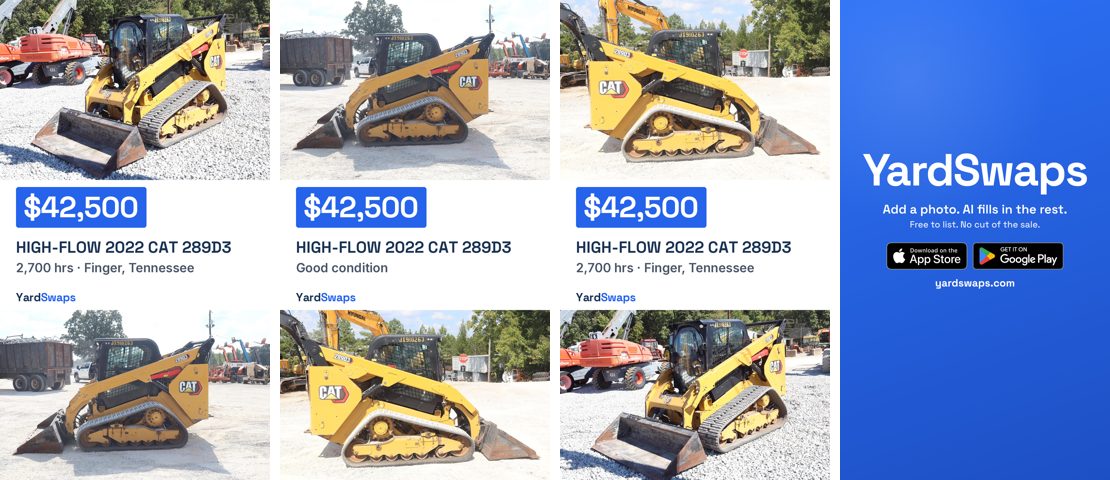 $42,500
HIGH-FLOW 2022 CAT 289D3
2,700 hrs · Finger, Tennessee
YardSwaps
$42,500
HIGH-FLOW 2022 CAT 289D3
Good condition
YardSwaps
$42,500
HIGH-FLOW 2022 CAT 289D3
2,700 hrs · Finger, Tennessee
YardSwaps
CAT
CAT
CAT
CAT
CAT
CAT
YardSwaps
Add a photo. AI fills in the rest.
Free to list. No cut of the sale.
Download on the
App Store
GET IT ON
Google Play
yardswaps.com